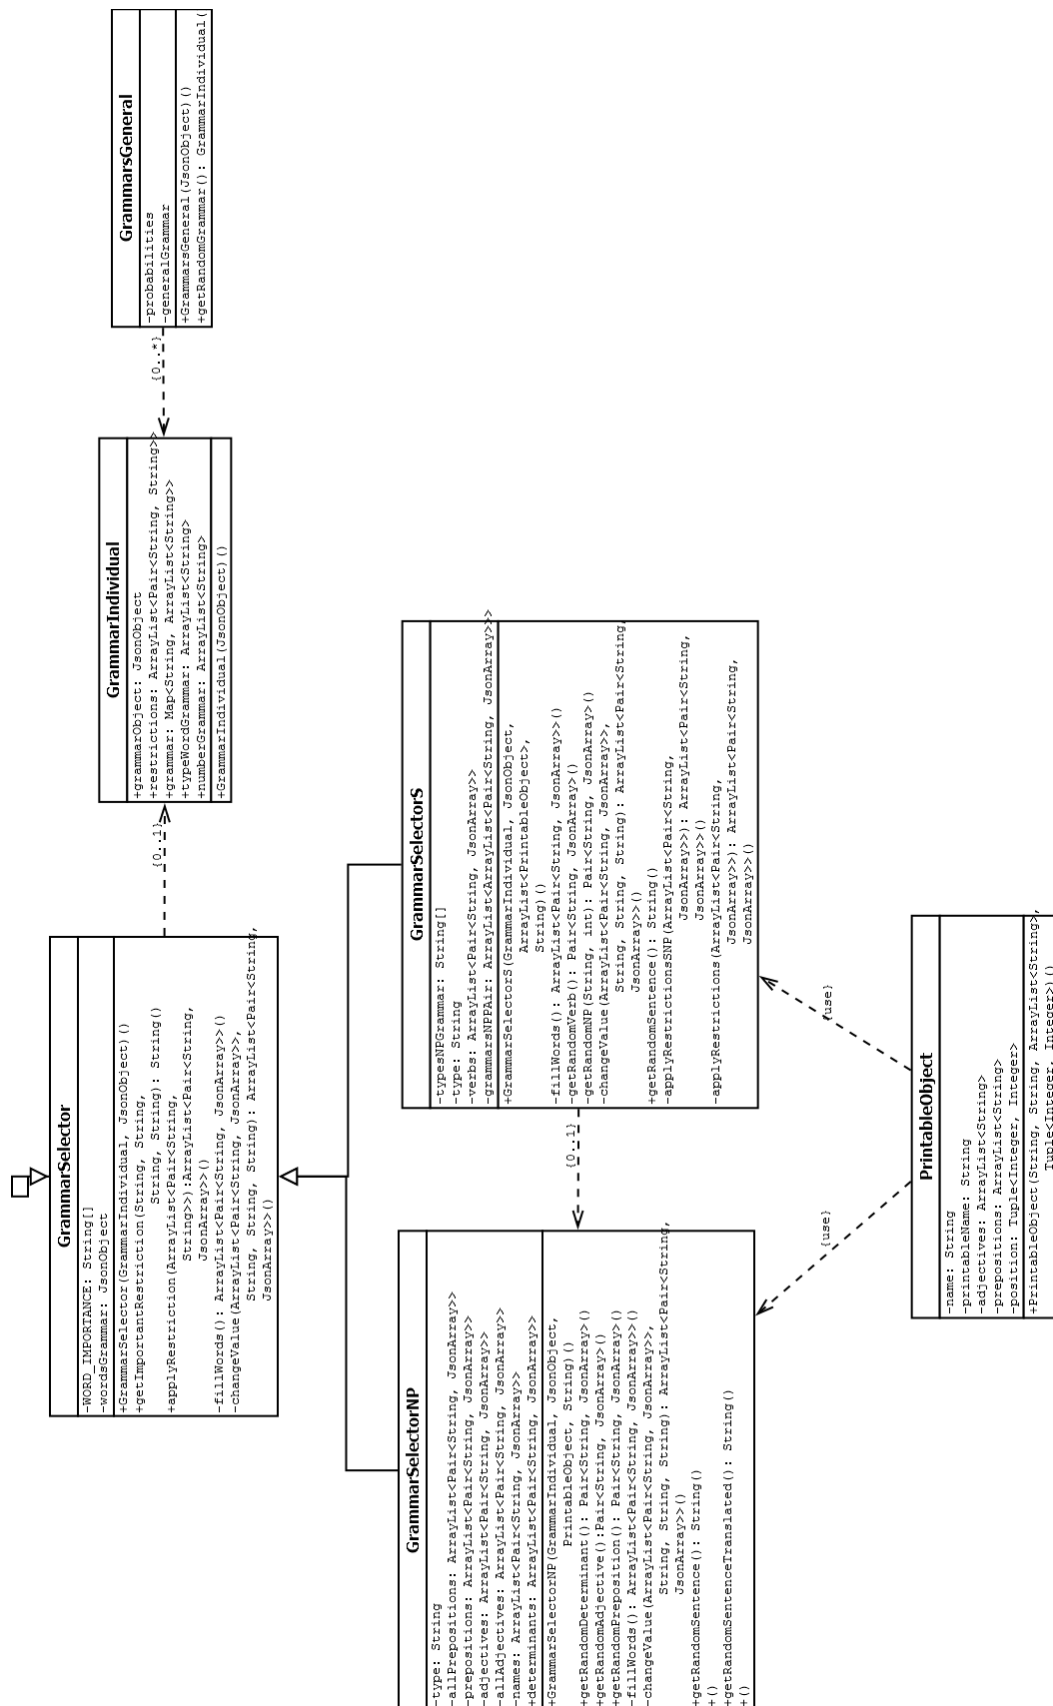 GrammarsGeneral
-probabilities
-generalGrammar
+GrammarsGeneral(JsonObject)()
+getRandomGrammar(): GrammarIndividual(
{0..*}
GrammarIndividual
+grammarObject: JsonObject
+restrictions: ArrayList<Pair<String, String>>
+grammar: Map<String, ArrayList<String>>
+typeWordGrammar: ArrayList<String>
+numberGrammar: ArrayList<String>
+GrammarIndividual(JsonObject)()
{0..1}
GrammarSelector
-WORD_IMPORTANCE: String[]
-wordsGrammar: JsonObject
+GrammarSelector(GrammarIndividual, JsonObject)()
+getImportantRestriction(String, String,
String, String): String()
+applyRestriction(ArrayList<Pair<String,
String>>):ArrayList<Pair<String,
JsonArray>>()
-fillWords(): ArrayList<Pair<String, JsonArray>>()
-changeValue(ArrayList<Pair<String, JsonArray>>,
String, String, String): ArrayList<Pair<String,
JsonArray>>()
GrammarSelectorS
-typesNPGrammar: String[]
-type: String
-verbs: ArrayList<Pair<String, JsonArray>>
-grammarsNPPAir: ArrayList<ArrayList<Pair<String, JsonArray>>>
+GrammarSelectorS(GrammarIndividual, JsonObject,
ArrayList<PrintableObject>,
String)()
-fillWords(): ArrayList<Pair<String, JsonArray>>()
-getRandomVerb(): Pair<String, JsonArray>()
-getRandomNP(String, int): Pair<String, JsonArray>()
-changeValue(ArrayList<Pair<String, JsonArray>>,
String, String, String): ArrayList<Pair<String,
JsonArray>>()
+getRandomSentence(): String()
-applyRestrictionsSNP(ArrayList<Pair<String,
JsonArray>>): ArrayList<Pair<String,
JsonArray>>()
-applyRestrictions(ArrayList<Pair<String,
JsonArray>>): ArrayList<Pair<String,
JsonArray>>()
{0..1}
GrammarSelectorNP
-type: String
-allPrepositions: ArrayList<Pair<String, JsonArray>>
-prepositions: ArrayList<Pair<String, JsonArray>>
-adjectives: ArrayList<Pair<String, JsonArray>>
-allAdjectives: ArrayList<Pair<String, JsonArray>>
-names: ArrayList<Pair<String, JsonArray>>
+determinants: ArrayList<Pair<String, JsonArray>>
+GrammarSelectorNP(GrammarIndividual, JsonObject,
PrintableObject, String)()
+getRandomDeterminant(): Pair<String, JsonArray>()
+getRandomAdjective():Pair<String, JsonArray>()
+getRandomPreposition(): Pair<String, JsonArray>()
-fillWords(): ArrayList<Pair<String, JsonArray>>()
-changeValue(ArrayList<Pair<String, JsonArray>>,
String, String, String): ArrayList<Pair<String,
JsonArray>>()
+getRandomSentence(): String()
+()
+getRandomSentenceTranslated(): String()
+()
{use}
{use}
PrintableObject
-name: String
-printableName: String
-adjectives: ArrayList<String>
-prepositions: ArrayList<String>
-position: Tuple<Integer, Integer>
+PrintableObject(String, String, ArrayList<String>,
Tuple<Integer, Integer>)()